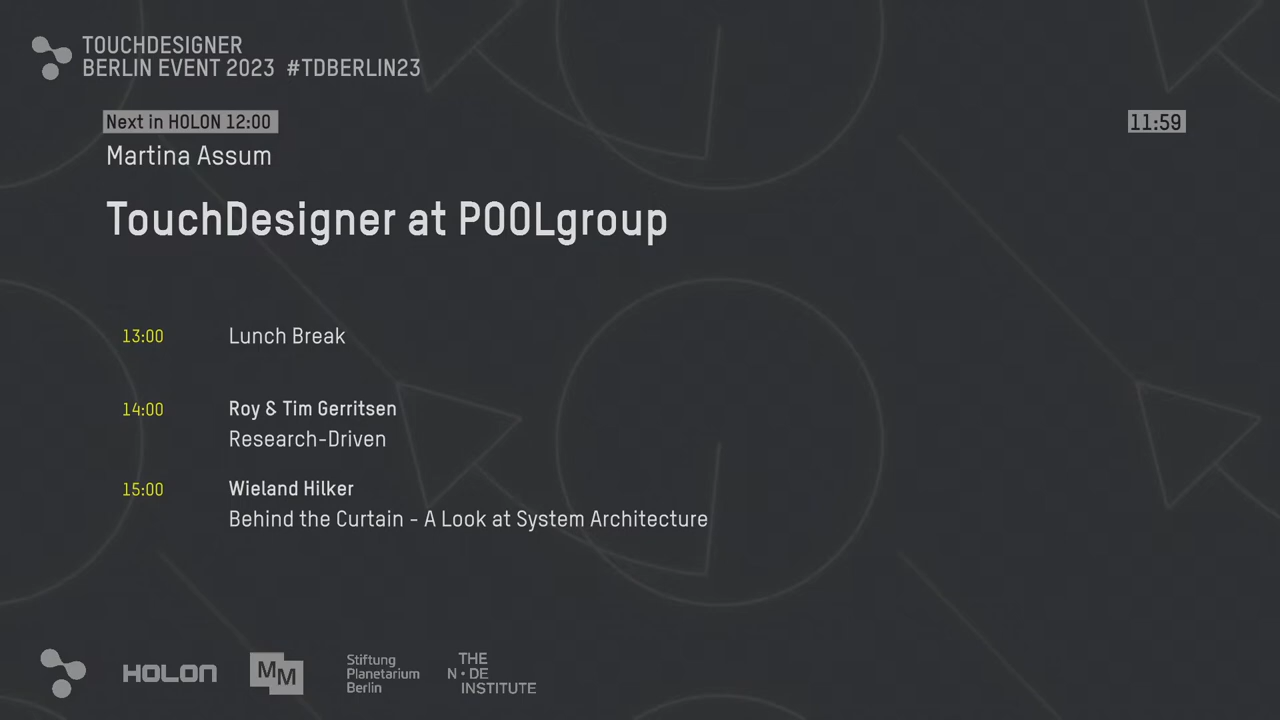 TOUCHDESIGNER
BERLIN EVENT 2023 #TDBERLIN23
Next in HOLON 12:00
11:59
Martina Assum
TouchDesigner at POOLgroup
13:00 Lunch Break
14:00 Roy & Tim Gerritsen
Research-Driven
15:00 Wieland Hilker
Behind the Curtain - A Look at System Architecture
HOLON
MM
Stiftung
Planetarium
Berlin
THE
N•DE
INSTITUTE